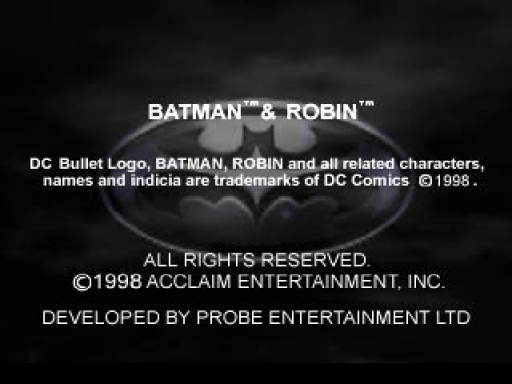 BATMAN™ & ROBIN™
DC Bullet Logo, BATMAN, ROBIN and all related characters,
names and indicia are trademarks of DC Comics ©1998.
ALL RIGHTS RESERVED.
©1998 ACCLAIM ENTERTAINMENT, INC.
DEVELOPED BY PROBE ENTERTAINMENT LTD